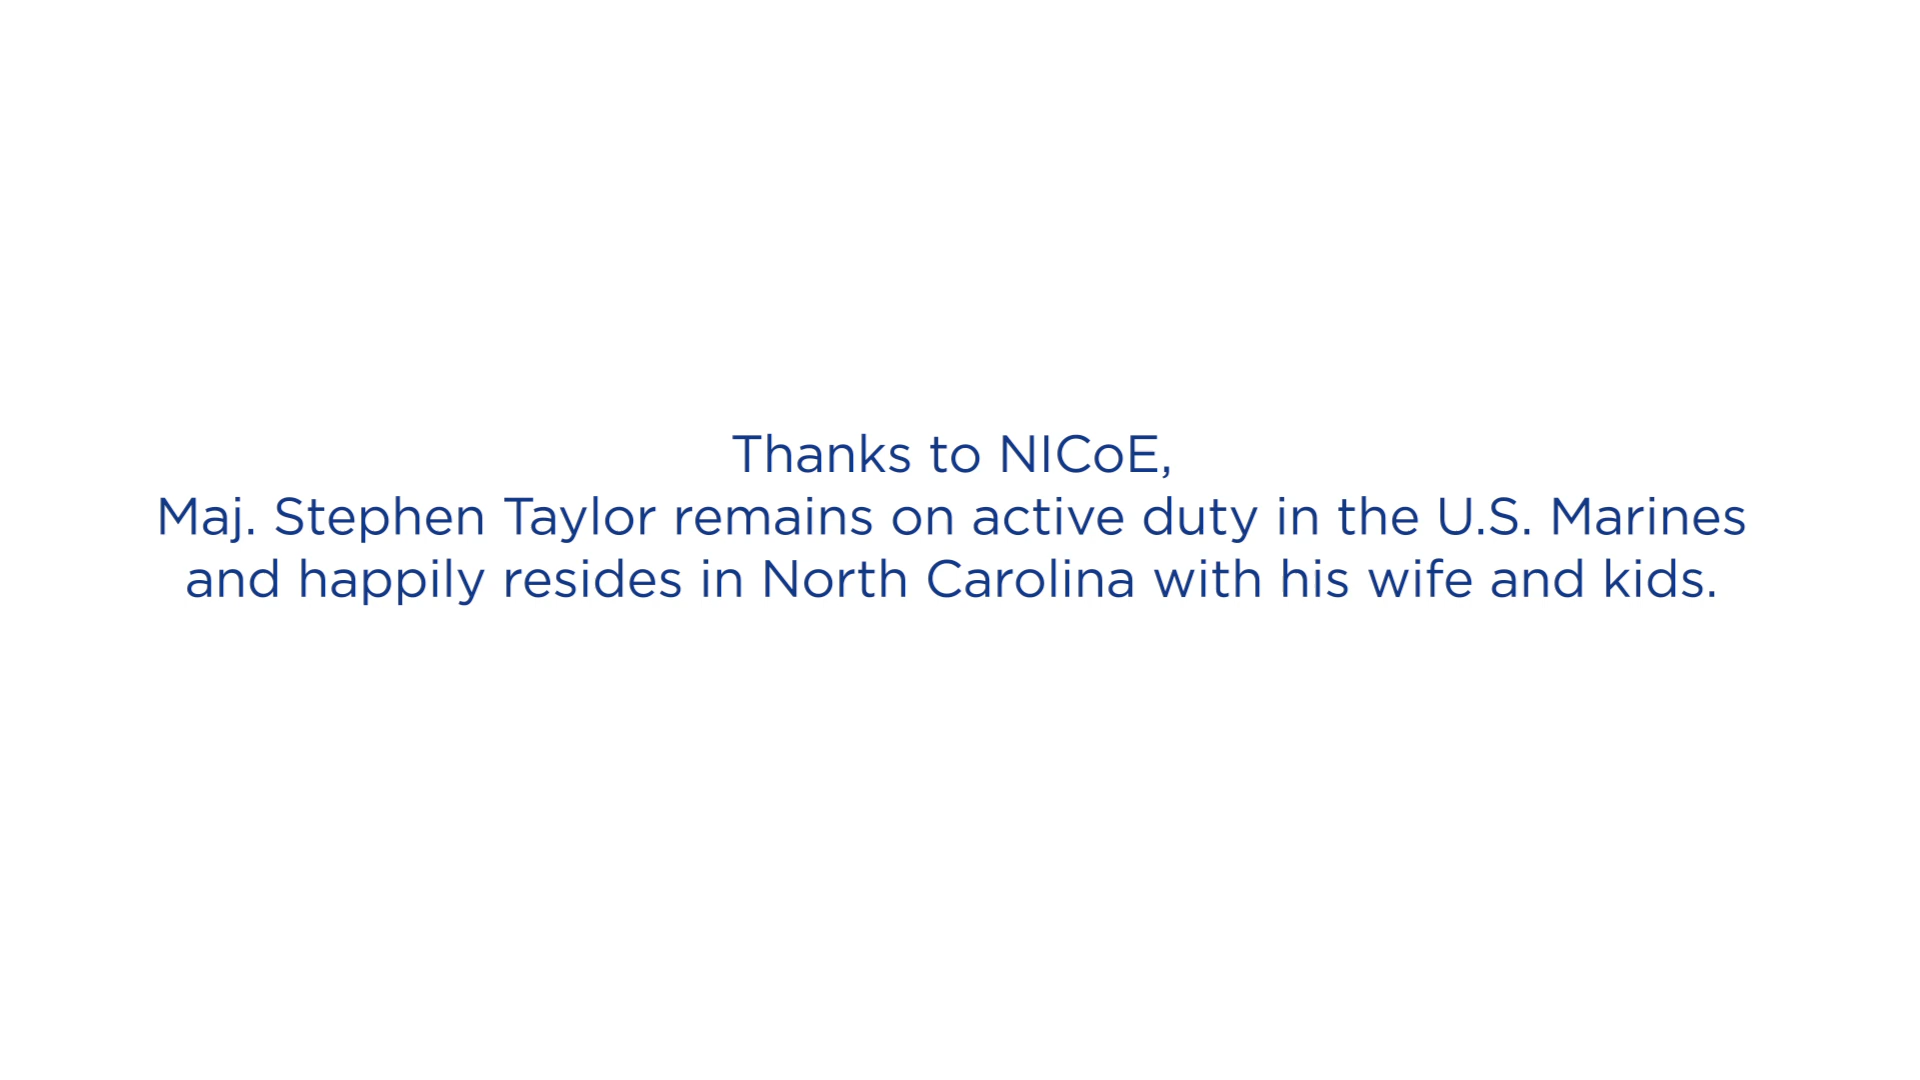 Thanks to NICoE,
Maj. Stephen Taylor remains on active duty in the U.S. Marines
and happily resides in North Carolina with his wife and kids.